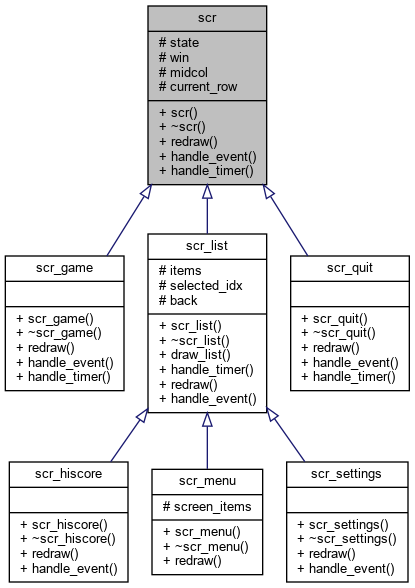 scr
# state
# win
# midcol
# current_row
+ scr()
+ ~scr()
+ redraw()
+ handle_event()
+ handle_timer()
scr_game
+ scr_game()
+ ~scr_game()
+ redraw()
+ handle_event()
+ handle_timer()
scr_list
# items
# selected_idx
# back
+ scr_list()
+ ~scr_list()
+ draw_list()
+ handle_timer()
+ redraw()
+ handle_event()
scr_quit
+ scr_quit()
+ ~scr_quit()
+ redraw()
+ handle_event()
+ handle_timer()
scr_hiscore
+ scr_hiscore()
+ ~scr_hiscore()
+ redraw()
+ handle_event()
scr_menu
# screen_items
+ scr_menu()
+ ~scr_menu()
+ redraw()
scr_settings
+ scr_settings()
+ ~scr_settings()
+ redraw()
+ handle_event()